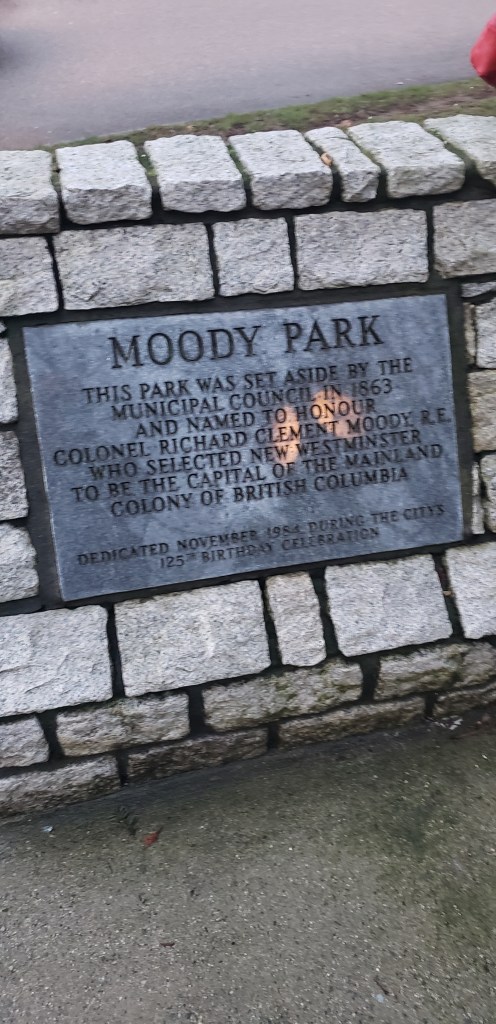 MOODY PARK
THIS PARK WAS SET ASIDE BY THE
MUNICIPAL COUNCIL IN 1863
AND NAMED TO HONOUR
COLONEL RICHARD CLEMENT MOODY, R.E.
WHO SELECTED NEW WESTMINSTER
TO BE THE CAPITAL OF THE MAINLAND
COLONY OF BRITISH COLUMBIA
DEDICATED NOVEMBER 1984 DURING THE CITY'S
125TH BIRTHDAY CELEBRATION